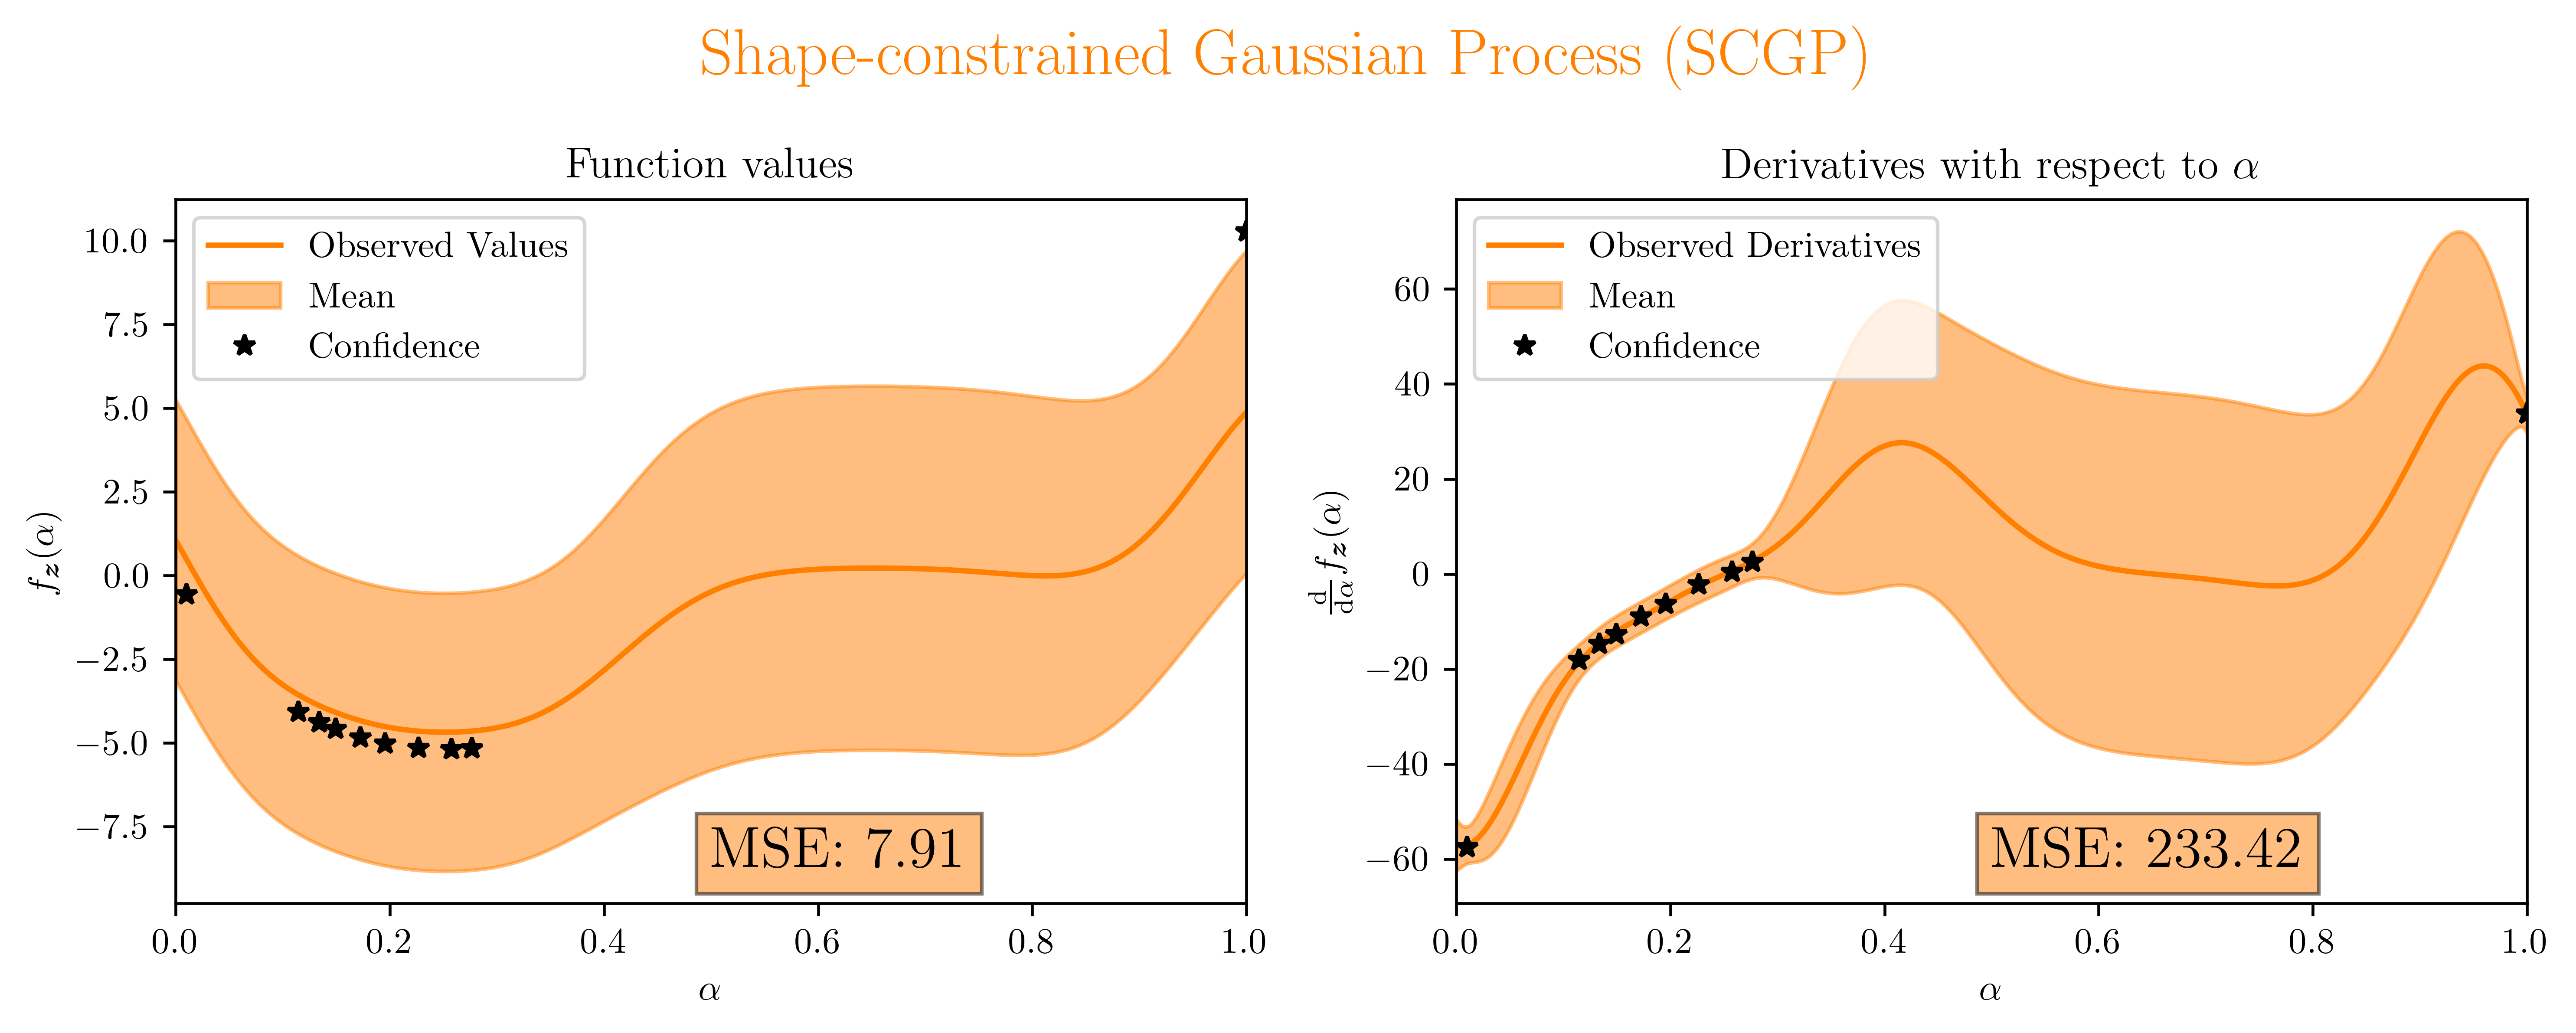 Shape-constrained Gaussian Process (SCGP)
Function values
Observed Values
Mean
Confidence
10.0
7.5
5.0
2.5
0.0
−2.5
−5.0
−7.5
f_z(α)
MSE: 7.91
0.0 0.2 0.4 0.6 0.8 1.0
α
Derivatives with respect to α
Observed Derivatives
Mean
Confidence
60
40
20
0
−20
−40
−60
d/dα f_z(α)
MSE: 233.42
0.0 0.2 0.4 0.6 0.8 1.0
α